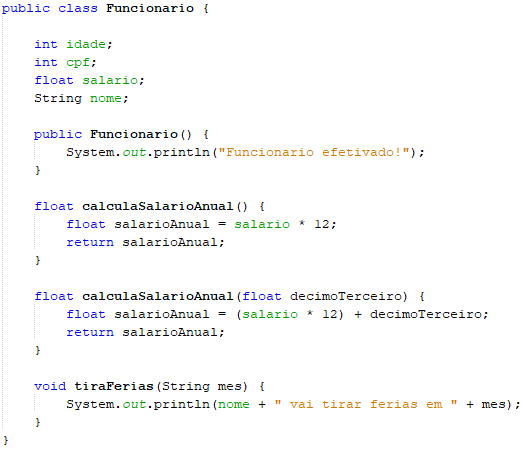 public class Funcionario {
int idade;
int cpf;
float salario;
String nome;
public Funcionario() {
System.out.println("Funcionario efetivado!");
}
float calculaSalarioAnual() {
float salarioAnual = salario * 12;
return salarioAnual;
}
float calculaSalarioAnual(float decimoTerceiro) {
float salarioAnual = (salario * 12) + decimoTerceiro;
return salarioAnual;
}
void tiraFerias(String mes) {
System.out.println(nome + " vai tirar ferias em " + mes);
}
}